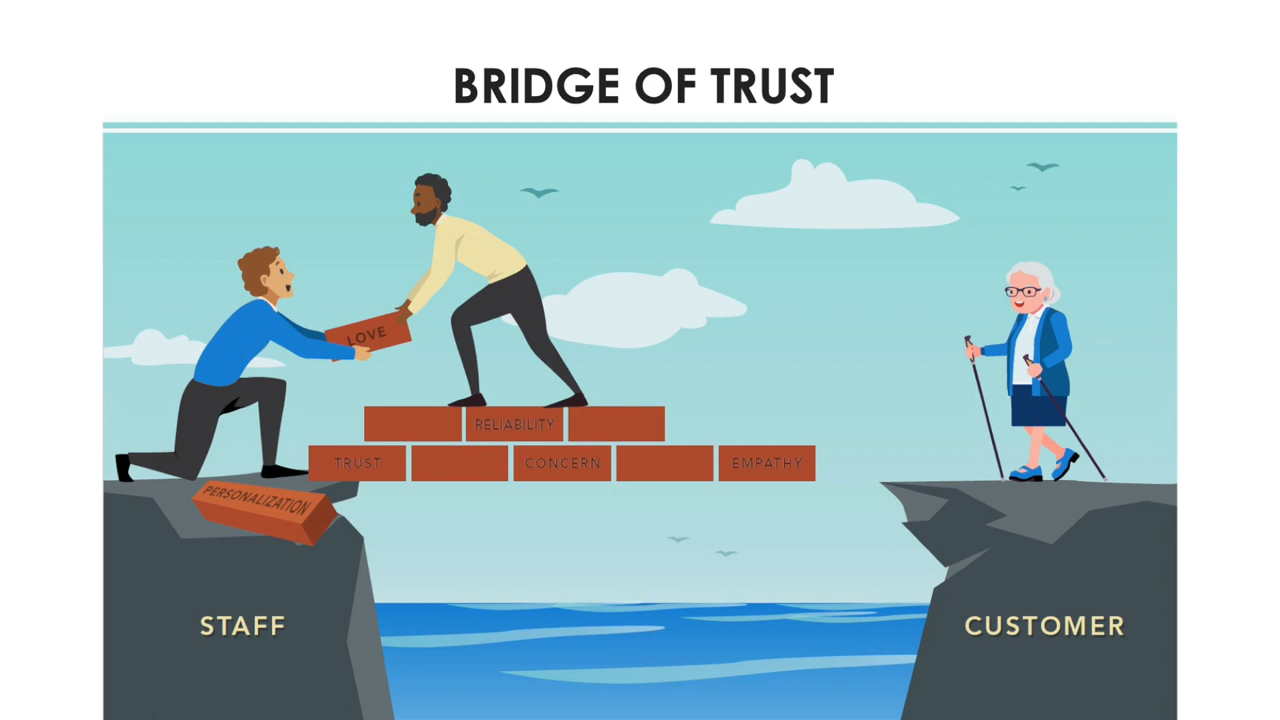 BRIDGE OF TRUST
LOVE
RELIABILITY
TRUST
CONCERN
EMPATHY
PERSONALIZATION
STAFF
CUSTOMER